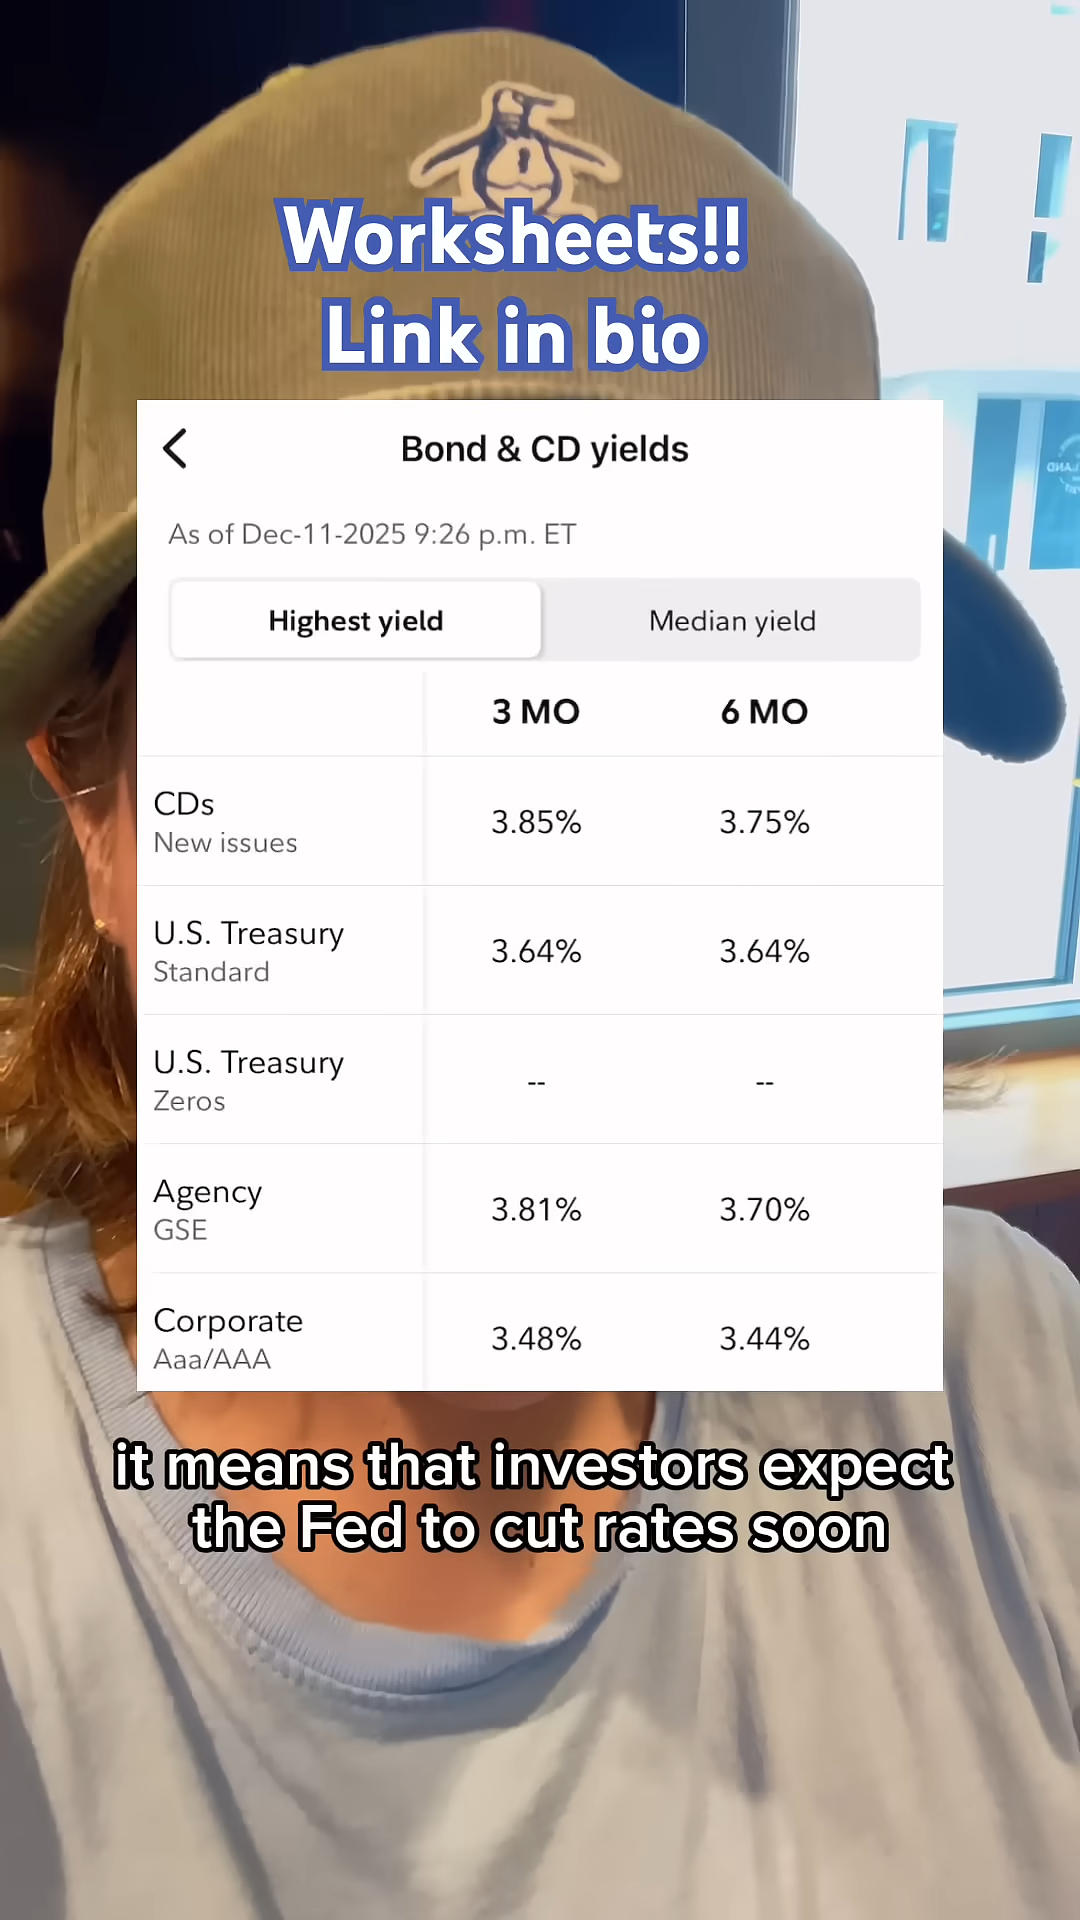 Worksheets!!
Link in bio
Bond & CD yields
As of Dec-11-2025 9:26 p.m. ET
Highest yield Median yield
3 MO 6 MO
CDs
New issues
3.85% 3.75%
U.S. Treasury
Standard
3.64% 3.64%
U.S. Treasury
Zeros
-- --
Agency
GSE
3.81% 3.70%
Corporate
Aaa/AAA
3.48% 3.44%
it means that investors expect
the Fed to cut rates soon